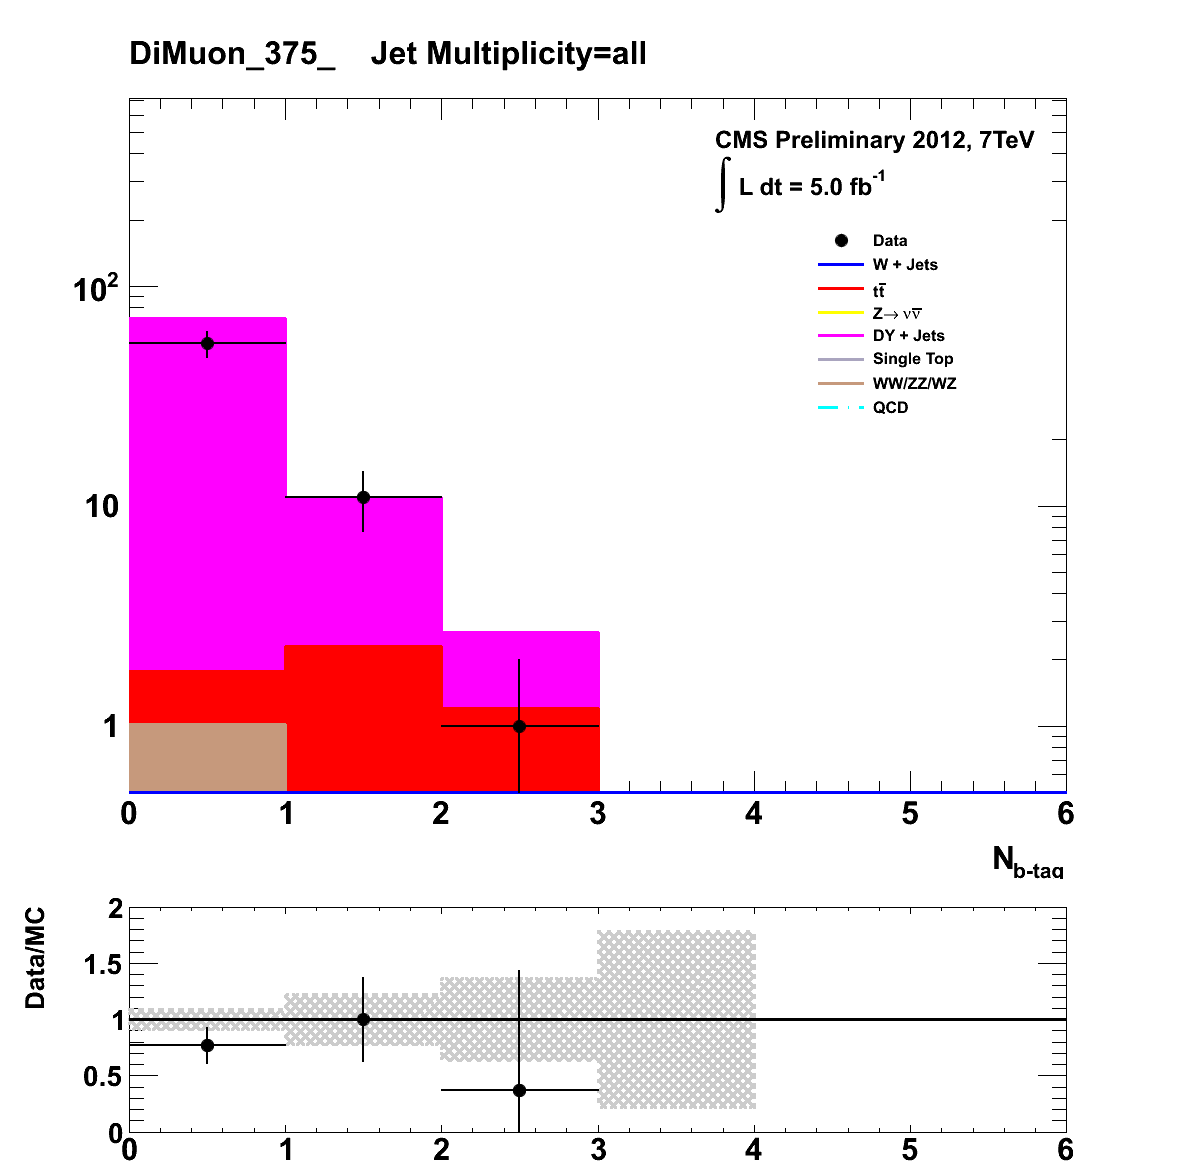 DiMuon_375_ Jet Multiplicity=all
CMS Preliminary 2012, 7TeV
∫ L dt = 5.0 fb⁻¹
Data
W + Jets
tt̅
Z→ νν̅
DY + Jets
Single Top
WW/ZZ/WZ
QCD
10²
10
1
0 1 2 3 4 5 6
N_b-tag
Data/MC
2
1.5
1
0.5
0
0 1 2 3 4 5 6